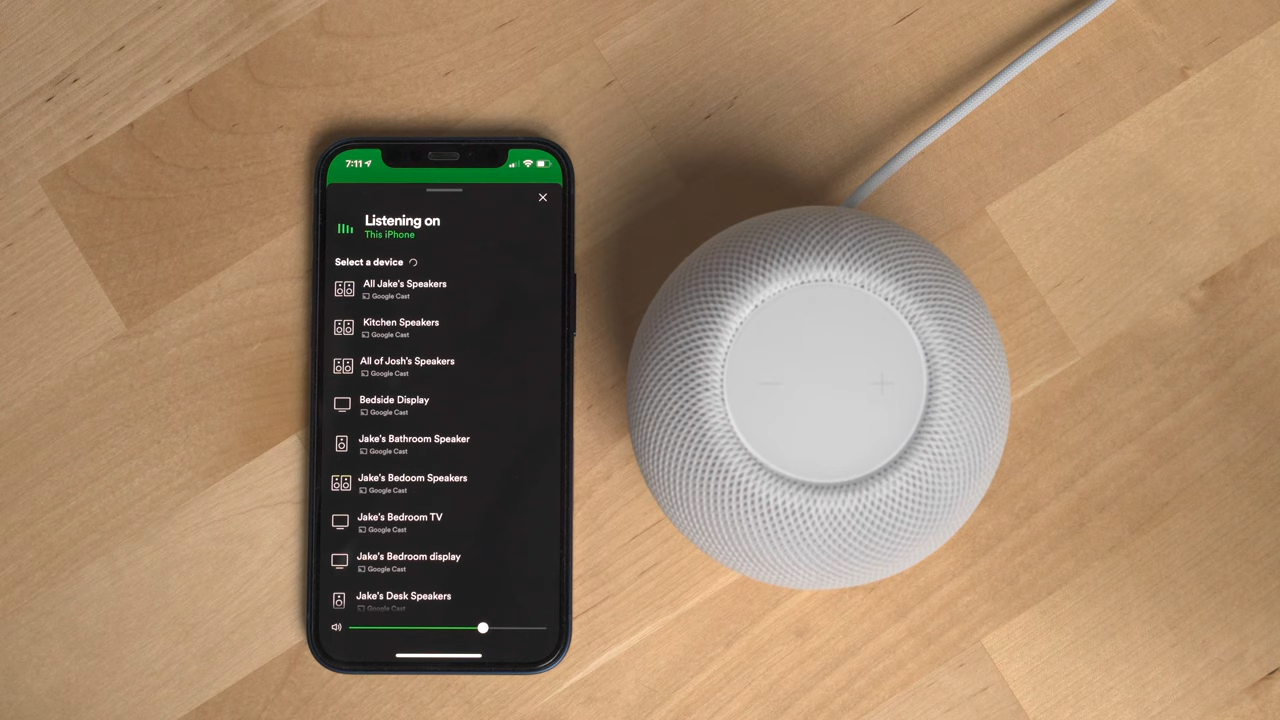 7:11
Listening on
This iPhone
Select a device
All Jake's Speakers
Google Cast
Kitchen Speakers
Google Cast
All of Josh's Speakers
Google Cast
Bedside Display
Google Cast
Jake's Bathroom Speaker
Google Cast
Jake's Bedoom Speakers
Google Cast
Jake's Bedroom TV
Google Cast
Jake's Bedroom display
Google Cast
Jake's Desk Speakers
Google Cast